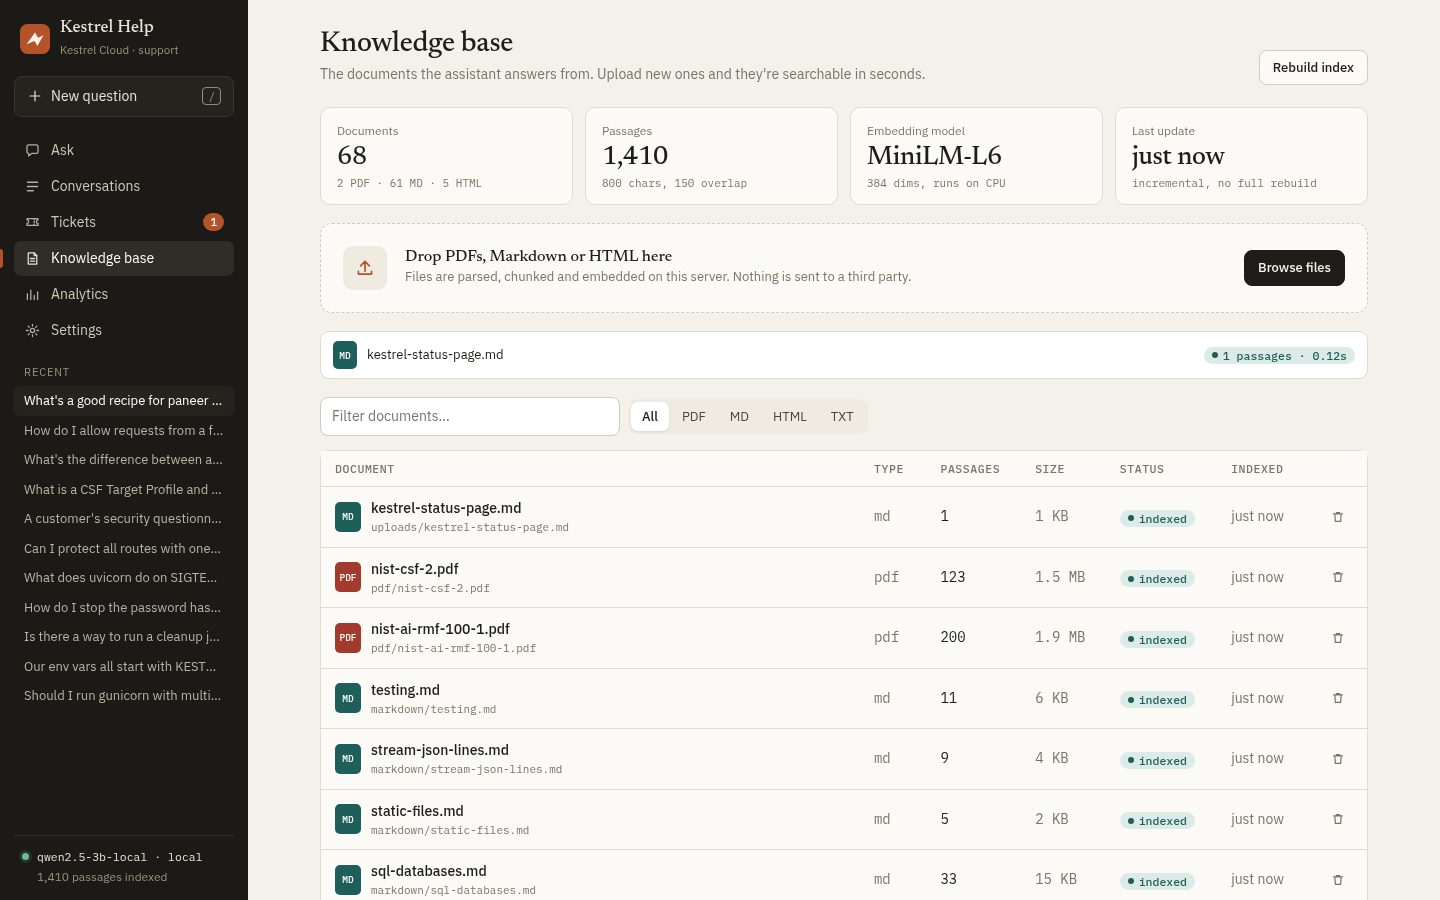 Kestrel Help
Kestrel Cloud · support
New question /
Ask
Conversations
Tickets 1
Knowledge base
Analytics
Settings
RECENT
What's a good recipe for paneer ...
How do I allow requests from a f...
What's the difference between a...
What is a CSF Target Profile and ...
A customer's security questionn...
Can I protect all routes with one...
What does uvicorn do on SIGTE...
How do I stop the password has...
Is there a way to run a cleanup j...
Our env vars all start with KEST...
Should I run gunicorn with multi...
qwen2.5-3b-local · local
1,410 passages indexed
Knowledge base
The documents the assistant answers from. Upload new ones and they're searchable in seconds.
Rebuild index
Documents
68
2 PDF · 61 MD · 5 HTML
Passages
1,410
800 chars, 150 overlap
Embedding model
MiniLM-L6
384 dims, runs on CPU
Last update
just now
incremental, no full rebuild
Drop PDFs, Markdown or HTML here
Files are parsed, chunked and embedded on this server. Nothing is sent to a third party.
Browse files
MD kestrel-status-page.md 1 passages · 0.12s
Filter documents...
All PDF MD HTML TXT
DOCUMENT TYPE PASSAGES SIZE STATUS INDEXED
MD kestrel-status-page.md md 1 1 KB indexed just now
uploads/kestrel-status-page.md
PDF nist-csf-2.pdf pdf 123 1.5 MB indexed just now
pdf/nist-csf-2.pdf
PDF nist-ai-rmf-100-1.pdf pdf 200 1.9 MB indexed just now
pdf/nist-ai-rmf-100-1.pdf
MD testing.md md 11 6 KB indexed just now
markdown/testing.md
MD stream-json-lines.md md 9 4 KB indexed just now
markdown/stream-json-lines.md
MD static-files.md md 5 2 KB indexed just now
markdown/static-files.md
MD sql-databases.md md 33 15 KB indexed just now
markdown/sql-databases.md